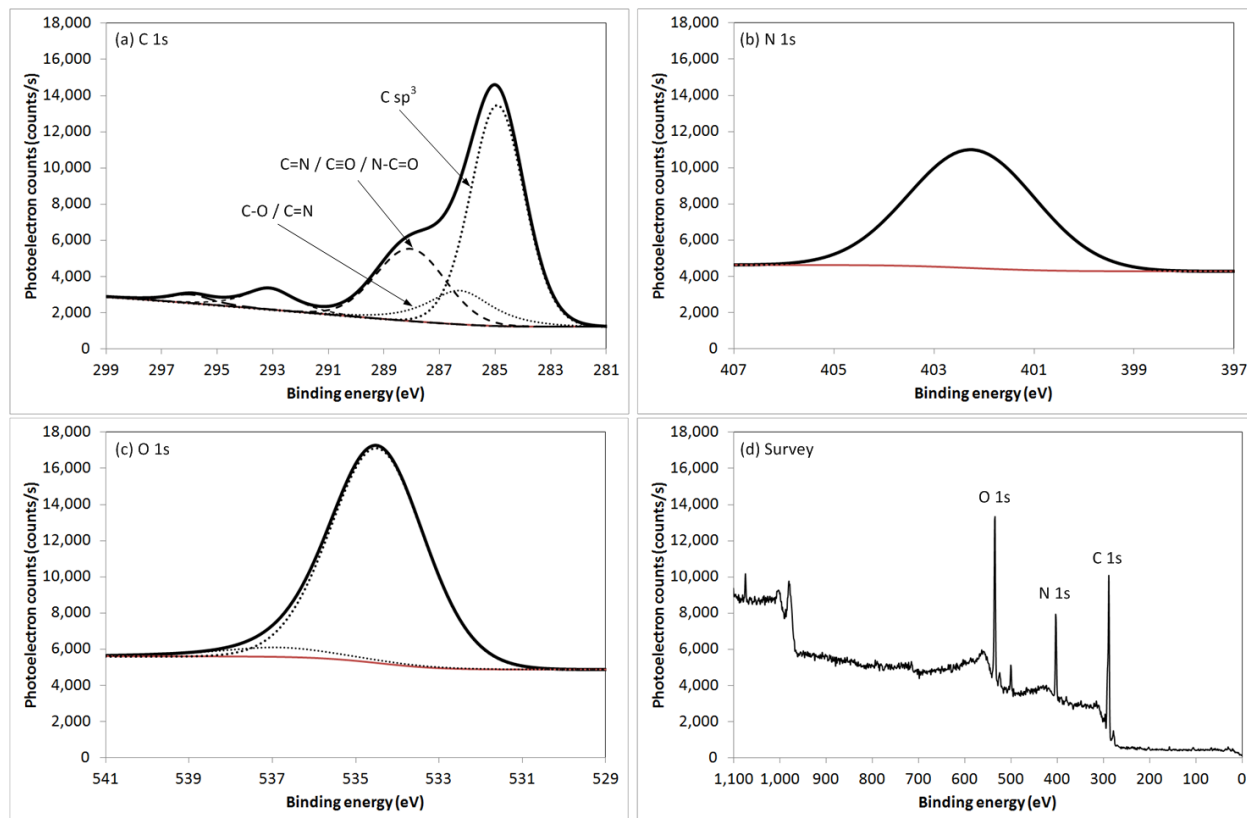 (a) C 1s
C sp³
C=N / C≡O / N-C=O
C-O / C=N
Photoelectron counts (counts/s)
18,000
16,000
14,000
12,000
10,000
8,000
6,000
4,000
2,000
0
299 297 295 293 291 289 287 285 283 281
Binding energy (eV)
(b) N 1s
Photoelectron counts (counts/s)
18,000
16,000
14,000
12,000
10,000
8,000
6,000
4,000
2,000
0
407 405 403 401 399 397
Binding energy (eV)
(c) O 1s
Photoelectron counts (counts/s)
18,000
16,000
14,000
12,000
10,000
8,000
6,000
4,000
2,000
0
541 539 537 535 533 531 529
Binding energy (eV)
(d) Survey
O 1s
N 1s
C 1s
Photoelectron counts (counts/s)
18,000
16,000
14,000
12,000
10,000
8,000
6,000
4,000
2,000
0
1,100 1,000 900 800 700 600 500 400 300 200 100 0
Binding energy (eV)